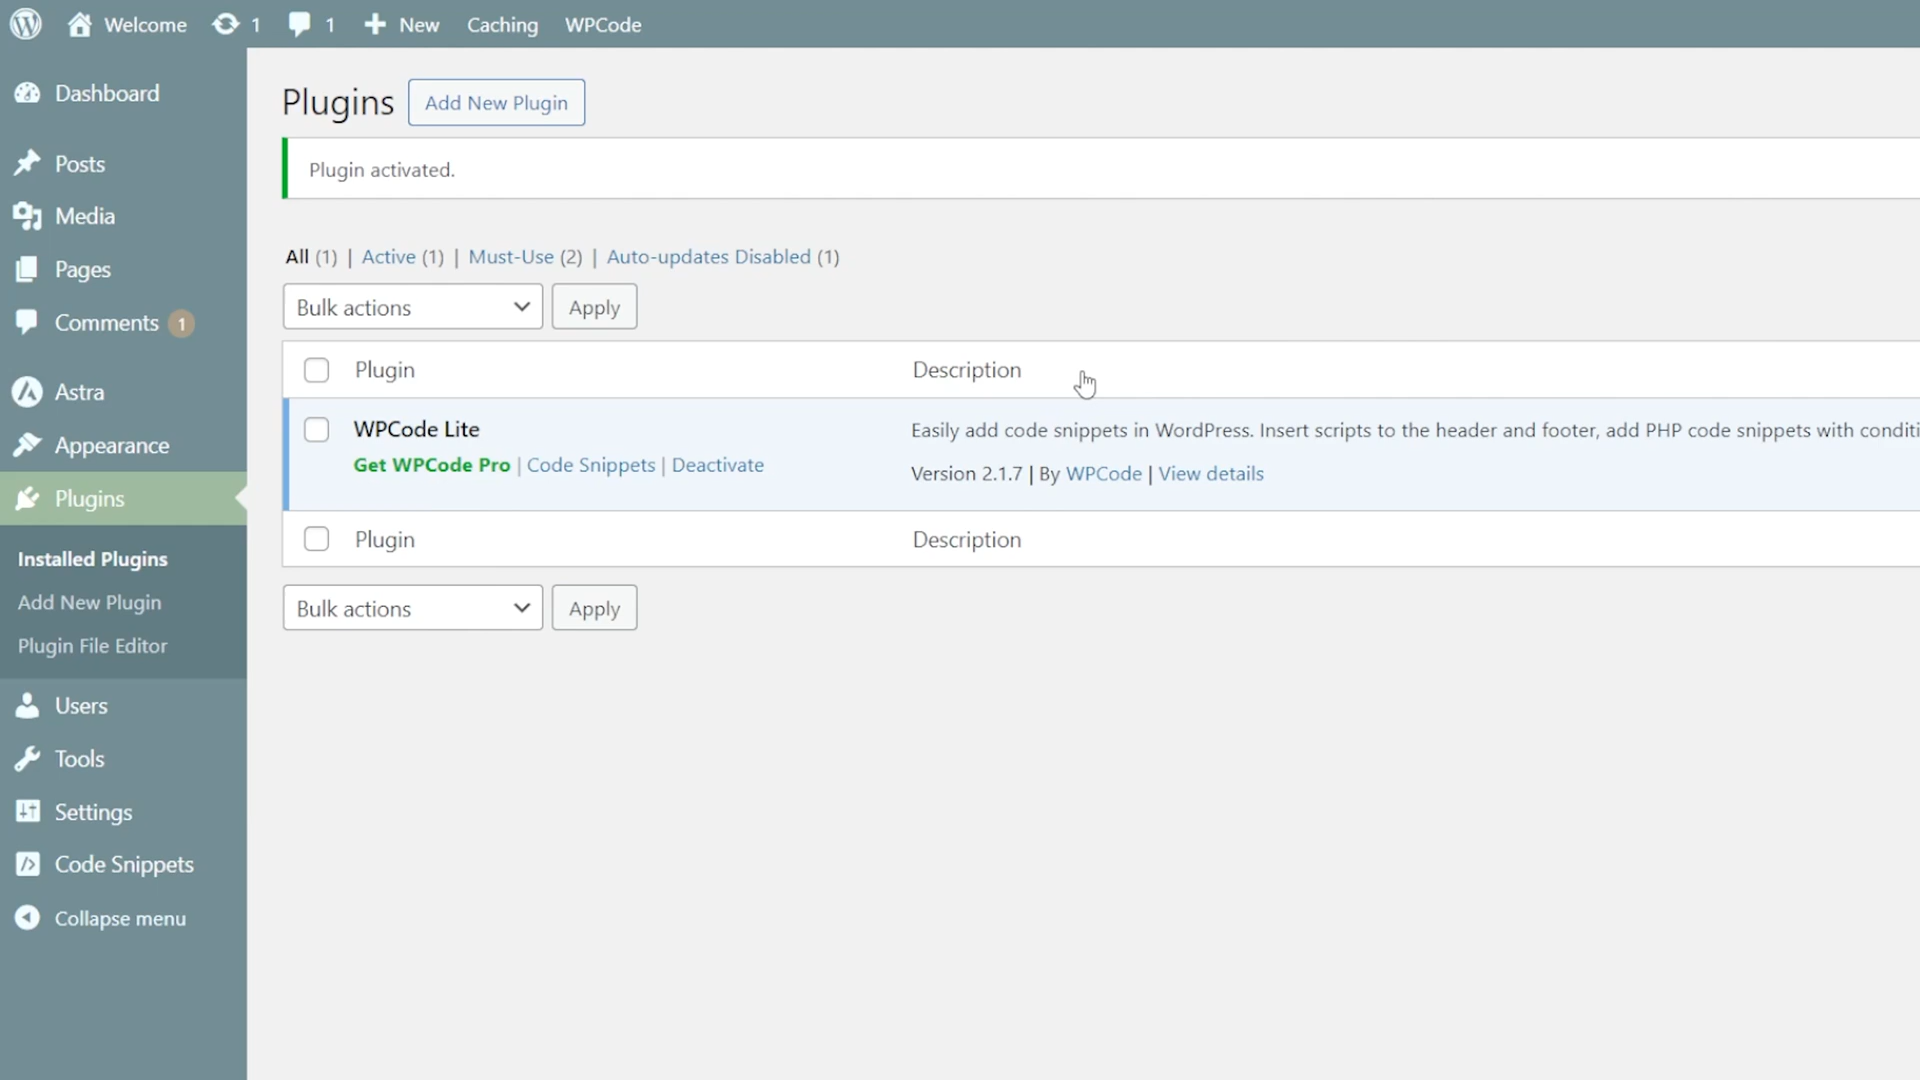 Welcome 1 1 New Caching WPCode
Dashboard
Posts
Media
Pages
Comments 1
Astra
Appearance
Plugins
Installed Plugins
Add New Plugin
Plugin File Editor
Users
Tools
Settings
Code Snippets
Collapse menu
Plugins Add New Plugin
Plugin activated.
All (1) | Active (1) | Must-Use (2) | Auto-updates Disabled (1)
Bulk actions Apply
Plugin Description
WPCode Lite
Get WPCode Pro | Code Snippets | Deactivate
Easily add code snippets in WordPress. Insert scripts to the header and footer, add PHP code snippets with conditi
Version 2.1.7 | By WPCode | View details
Plugin Description
Bulk actions Apply